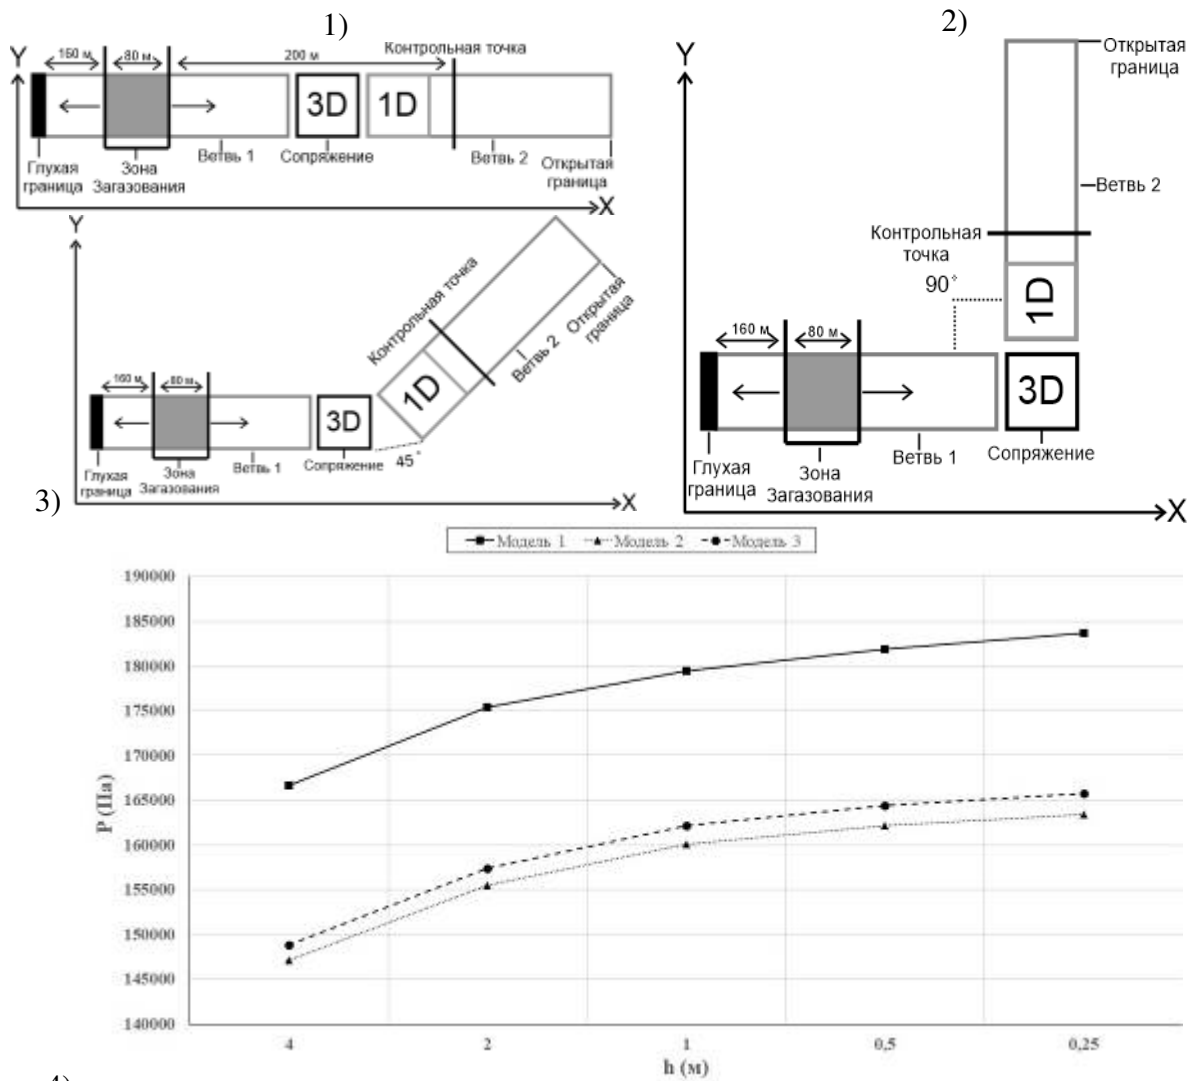 1)
Y
160 м
80 м
200 м
Контрольная точка
3D
1D
Глухая
граница
Зона
Загазования
Ветвь 1
Сопряжение
Ветвь 2
Открытая
граница
X
2)
Y
Открытая
граница
Ветвь 2
Контрольная
точка
90°
1D
160 м
80 м
3D
Глухая
граница
Зона
Загазования
Ветвь 1
Сопряжение
X
Y
Контрольная точка
160 м
80 м
3D
1D
Ветвь 2
Открытая
граница
45°
Глухая
граница
Зона
Загазования
Ветвь 1
Сопряжение
X
3)
Модель 1 Модель 2 Модель 3
190000
185000
180000
175000
170000
165000
160000
155000
150000
145000
140000
P (Па)
4 2 1 0,5 0,25
h (м)